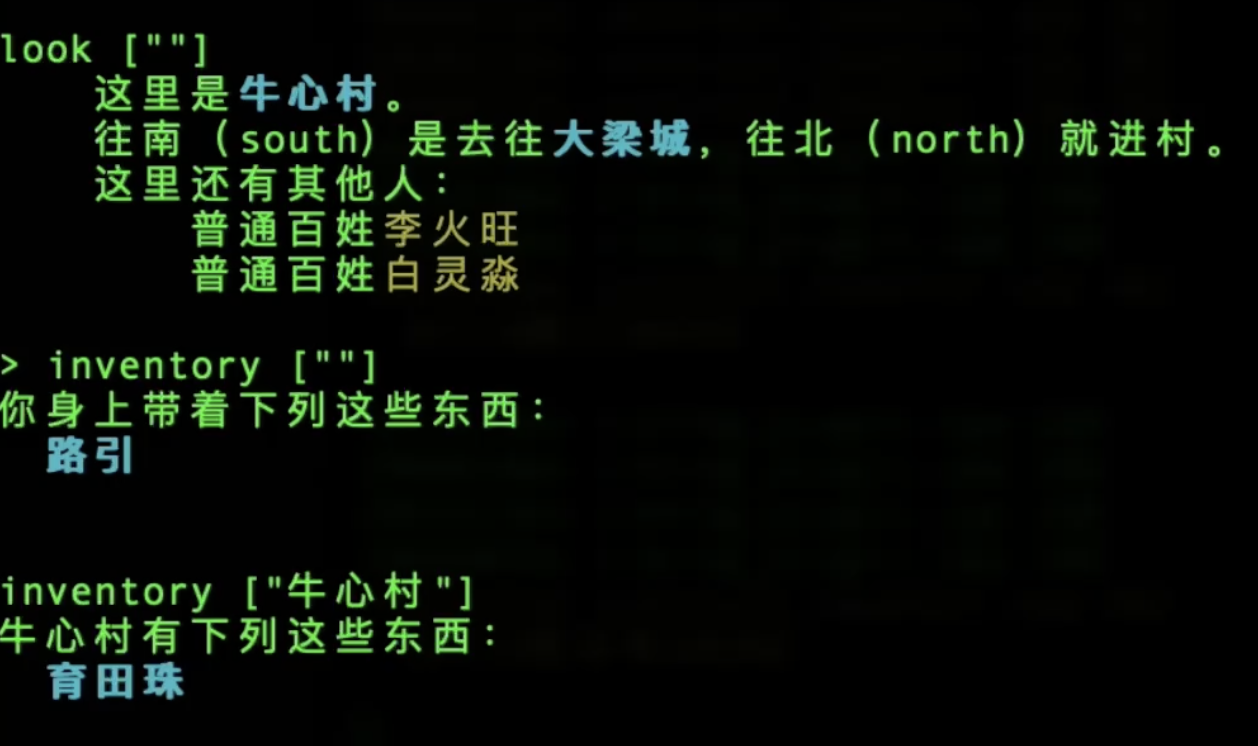 look [""]
这里是牛心村。
往南（south）是去往大梁城，往北（north）就进村。
这里还有其他人：
普通百姓李火旺
普通百姓白灵淼
> inventory [""]
你身上带着下列这些东西：
路引
inventory ["牛心村"]
牛心村有下列这些东西：
育田珠